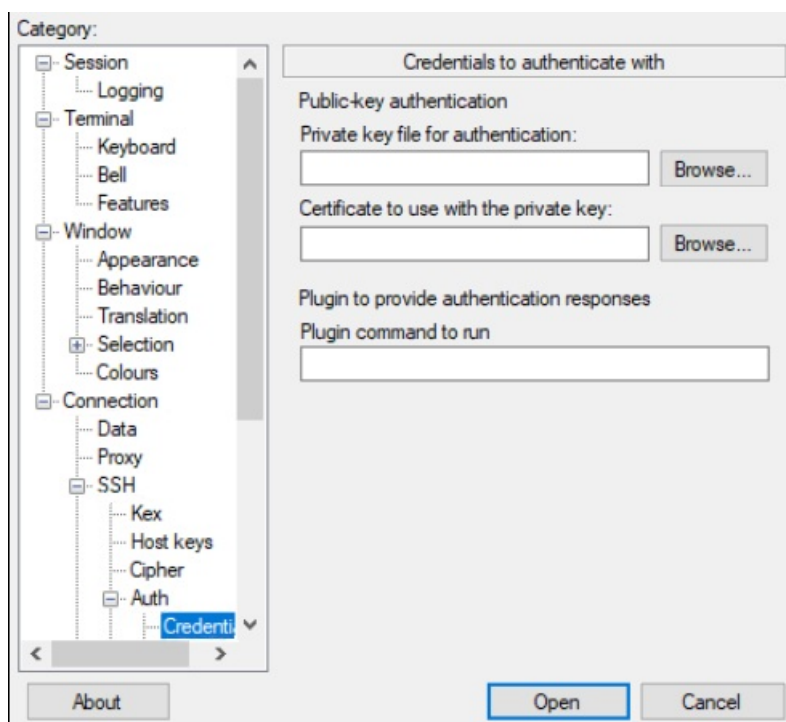 Category:
Session
Logging
Terminal
Keyboard
Bell
Features
Window
Appearance
Behaviour
Translation
Selection
Colours
Connection
Data
Proxy
SSH
Kex
Host keys
Cipher
Auth
Credentia
Credentials to authenticate with
Public-key authentication
Private key file for authentication:
Browse...
Certificate to use with the private key:
Browse...
Plugin to provide authentication responses
Plugin command to run
About
Open
Cancel